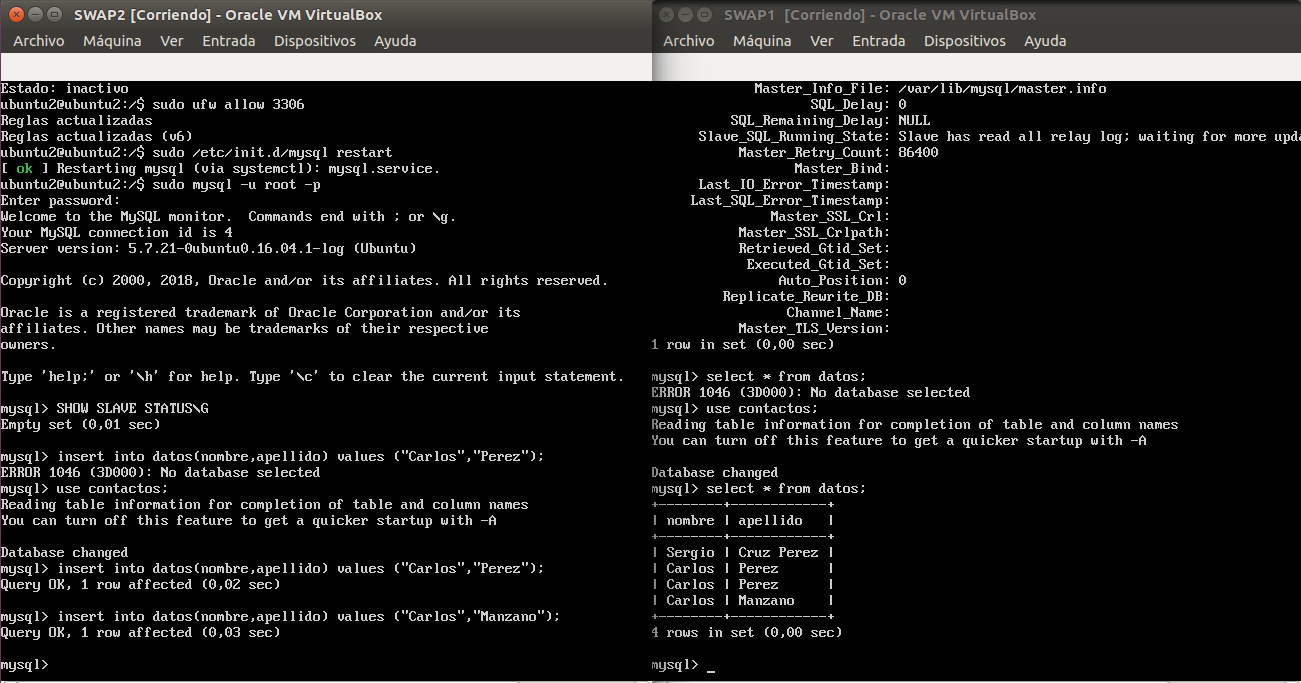 SWAP2 [Corriendo] - Oracle VM VirtualBox
Archivo Máquina Ver Entrada Dispositivos Ayuda
Estado: inactivo
ubuntu2@ubuntu2:/$ sudo ufw allow 3306
Reglas actualizadas
Reglas actualizadas (v6)
ubuntu2@ubuntu2:/$ sudo /etc/init.d/mysql restart
[ ok ] Restarting mysql (via systemctl): mysql.service.
ubuntu2@ubuntu2:/$ sudo mysql -u root -p
Enter password:
Welcome to the MySQL monitor.  Commands end with ; or \g.
Your MySQL connection id is 4
Server version: 5.7.21-0ubuntu0.16.04.1-log (Ubuntu)
Copyright (c) 2000, 2018, Oracle and/or its affiliates. All rights reserved.
Oracle is a registered trademark of Oracle Corporation and/or its
affiliates. Other names may be trademarks of their respective
owners.
Type 'help;' or '\h' for help. Type '\c' to clear the current input statement.
mysql> SHOW SLAVE STATUS\G
Empty set (0,01 sec)
mysql> insert into datos(nombre,apellido) values ("Carlos","Perez");
ERROR 1046 (3D000): No database selected
mysql> use contactos;
Reading table information for completion of table and column names
You can turn off this feature to get a quicker startup with -A
Database changed
mysql> insert into datos(nombre,apellido) values ("Carlos","Perez");
Query OK, 1 row affected (0,02 sec)
mysql> insert into datos(nombre,apellido) values ("Carlos","Manzano");
Query OK, 1 row affected (0,03 sec)
mysql>
SWAP1 [Corriendo] - Oracle VM VirtualBox
Archivo Máquina Ver Entrada Dispositivos Ayuda
Master_Info_File: /var/lib/mysql/master.info
SQL_Delay: 0
SQL_Remaining_Delay: NULL
Slave_SQL_Running_State: Slave has read all relay log; waiting for more upda
Master_Retry_Count: 86400
Master_Bind:
Last_IO_Error_Timestamp:
Last_SQL_Error_Timestamp:
Master_SSL_Crl:
Master_SSL_Crlpath:
Retrieved_Gtid_Set:
Executed_Gtid_Set:
Auto_Position: 0
Replicate_Rewrite_DB:
Channel_Name:
Master_TLS_Version:
1 row in set (0,00 sec)
mysql> select * from datos;
ERROR 1046 (3D000): No database selected
mysql> use contactos;
Reading table information for completion of table and column names
You can turn off this feature to get a quicker startup with -A
Database changed
mysql> select * from datos;
+--------+------------+
| nombre | apellido   |
+--------+------------+
| Sergio | Cruz Perez |
| Carlos | Perez      |
| Carlos | Perez      |
| Carlos | Manzano    |
+--------+------------+
4 rows in set (0,00 sec)
mysql> _